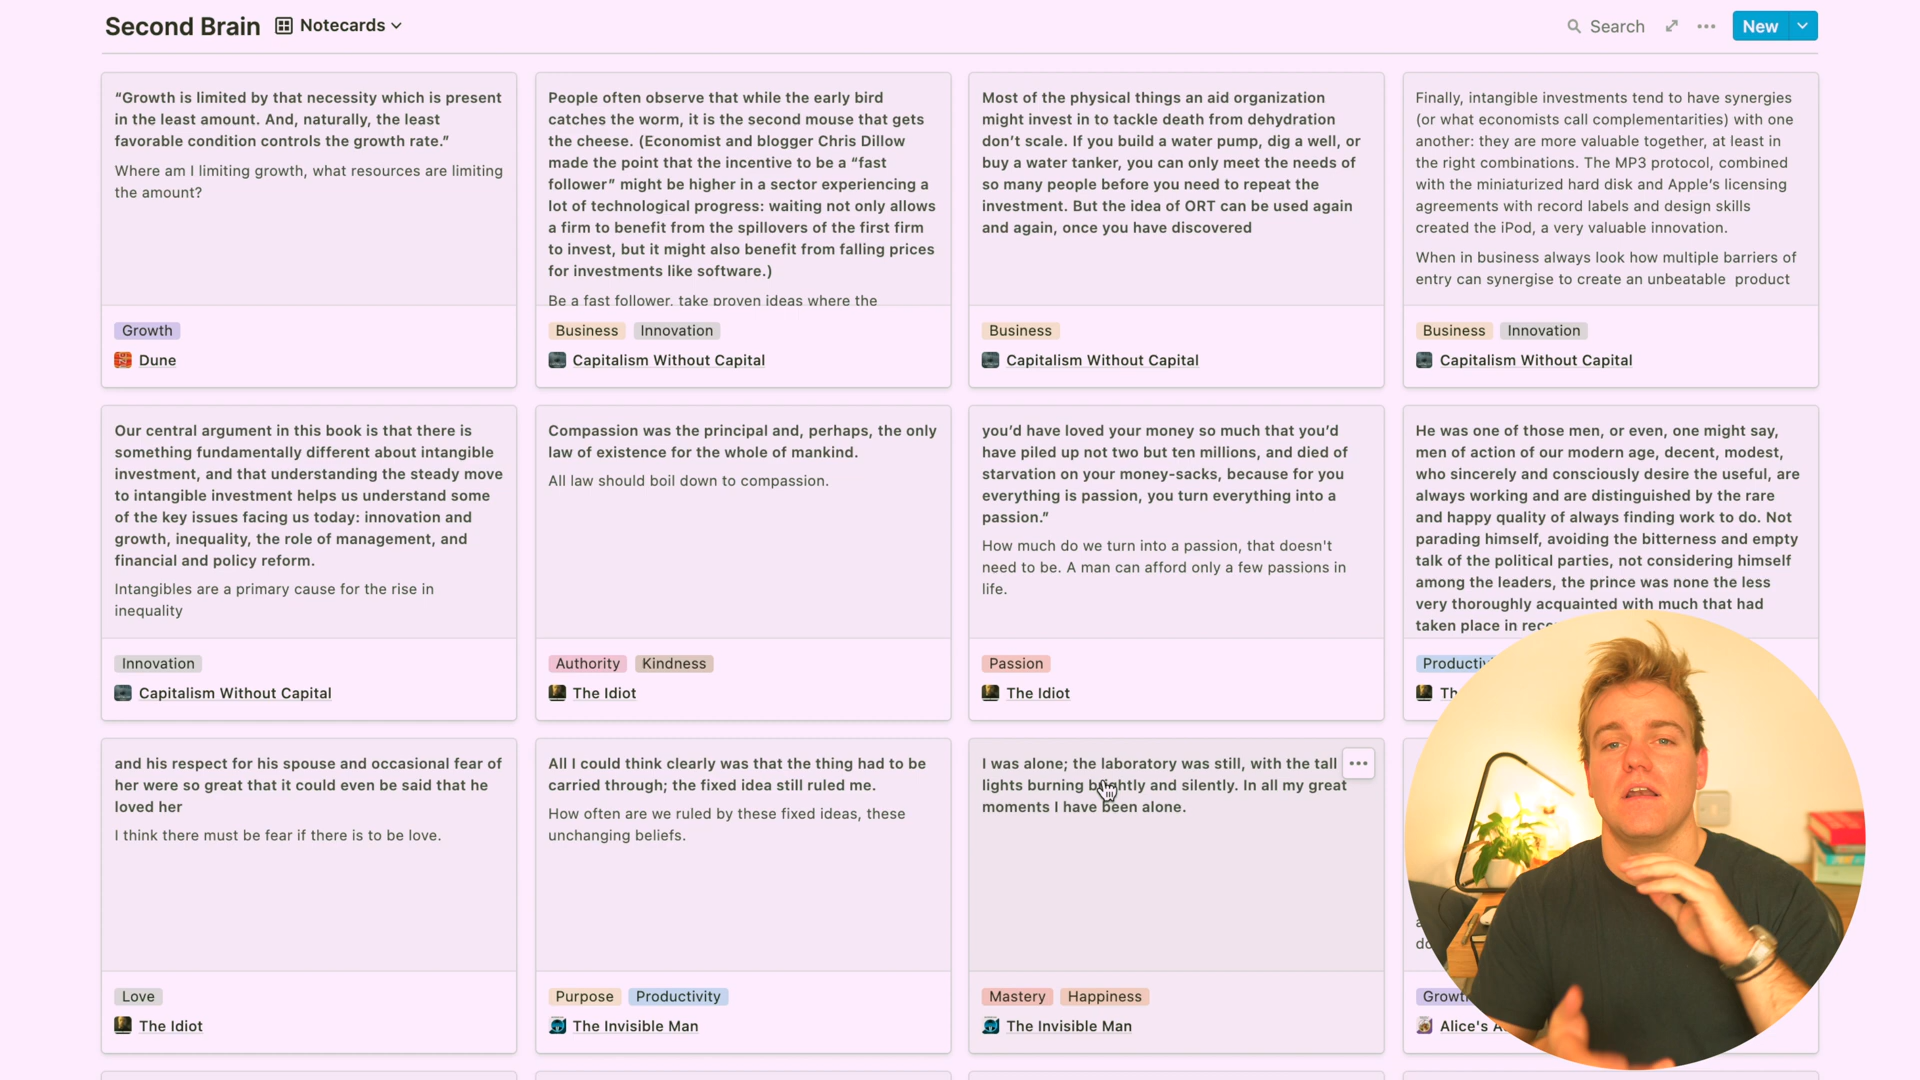 Second Brain Notecards
Search ... New
“Growth is limited by that necessity which is present
in the least amount. And, naturally, the least
favorable condition controls the growth rate.”
Where am I limiting growth, what resources are limiting
the amount?
Growth
Dune
People often observe that while the early bird
catches the worm, it is the second mouse that gets
the cheese. (Economist and blogger Chris Dillow
made the point that the incentive to be a “fast
follower” might be higher in a sector experiencing a
lot of technological progress: waiting not only allows
a firm to benefit from the spillovers of the first firm
to invest, but it might also benefit from falling prices
for investments like software.)
Be a fast follower, take proven ideas where the
Business Innovation
Capitalism Without Capital
Most of the physical things an aid organization
might invest in to tackle death from dehydration
don’t scale. If you build a water pump, dig a well, or
buy a water tanker, you can only meet the needs of
so many people before you need to repeat the
investment. But the idea of ORT can be used again
and again, once you have discovered
Business
Capitalism Without Capital
Finally, intangible investments tend to have synergies
(or what economists call complementarities) with one
another: they are more valuable together, at least in
the right combinations. The MP3 protocol, combined
with the miniaturized hard disk and Apple’s licensing
agreements with record labels and design skills
created the iPod, a very valuable innovation.
When in business always look how multiple barriers of
entry can synergise to create an unbeatable product
Business Innovation
Capitalism Without Capital
Our central argument in this book is that there is
something fundamentally different about intangible
investment, and that understanding the steady move
to intangible investment helps us understand some
of the key issues facing us today: innovation and
growth, inequality, the role of management, and
financial and policy reform.
Intangibles are a primary cause for the rise in
inequality
Innovation
Capitalism Without Capital
Compassion was the principal and, perhaps, the only
law of existence for the whole of mankind.
All law should boil down to compassion.
Authority Kindness
The Idiot
you’d have loved your money so much that you’d
have piled up not two but ten millions, and died of
starvation on your money-sacks, because for you
everything is passion, you turn everything into a
passion.”
How much do we turn into a passion, that doesn't
need to be. A man can afford only a few passions in
life.
Passion
The Idiot
He was one of those men, or even, one might say,
men of action of our modern age, decent, modest,
who sincerely and consciously desire the useful, are
always working and are distinguished by the rare
and happy quality of always finding work to do. Not
parading himself, avoiding the bitterness and empty
talk of the political parties, not considering himself
among the leaders, the prince was none the less
very thoroughly acquainted with much that had
taken place in
and his respect for his spouse and occasional fear of
her were so great that it could even be said that he
loved her
I think there must be fear if there is to be love.
Love
The Idiot
All I could think clearly was that the thing had to be
carried through; the fixed idea still ruled me.
How often are we ruled by these fixed ideas, these
unchanging beliefs.
Purpose Productivity
The Invisible Man
I was alone; the laboratory was still, with the tall
lights burning brightly and silently. In all my great
moments I have been alone.
Mastery Happiness
The Invisible Man
Alice's